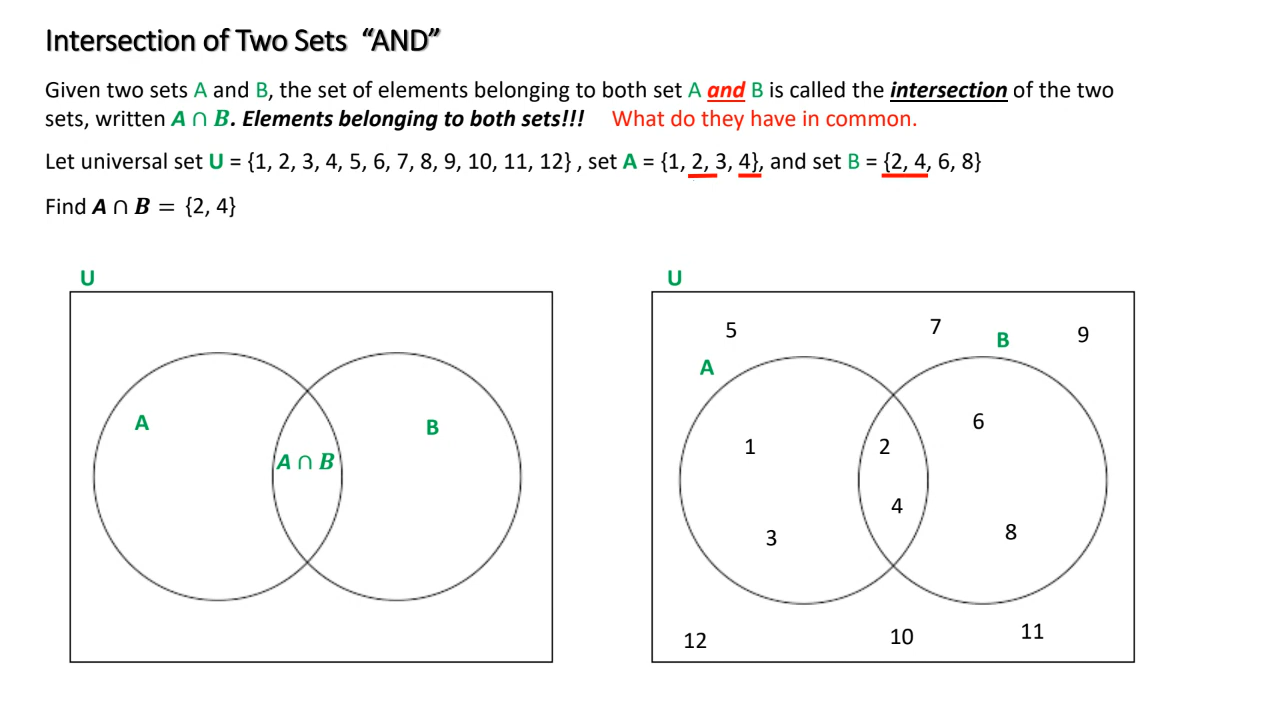 Intersection of Two Sets “AND”
Given two sets A and B, the set of elements belonging to both set A and B is called the intersection of the two
sets, written A ∩ B. Elements belonging to both sets!!! What do they have in common.
Let universal set U = {1, 2, 3, 4, 5, 6, 7, 8, 9, 10, 11, 12} , set A = {1, 2, 3, 4}, and set B = {2, 4, 6, 8}
Find A ∩ B = {2, 4}
U
A
B
A ∩ B
U
5
7
9
B
A
6
1
2
4
8
3
12
10
11